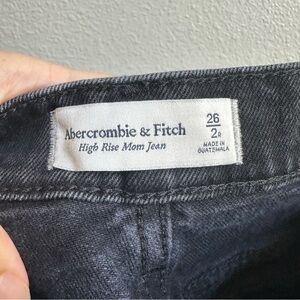 Abercrombie & Fitch
High Rise Mom Jean
26
2R
MADE IN
GUATEMALA